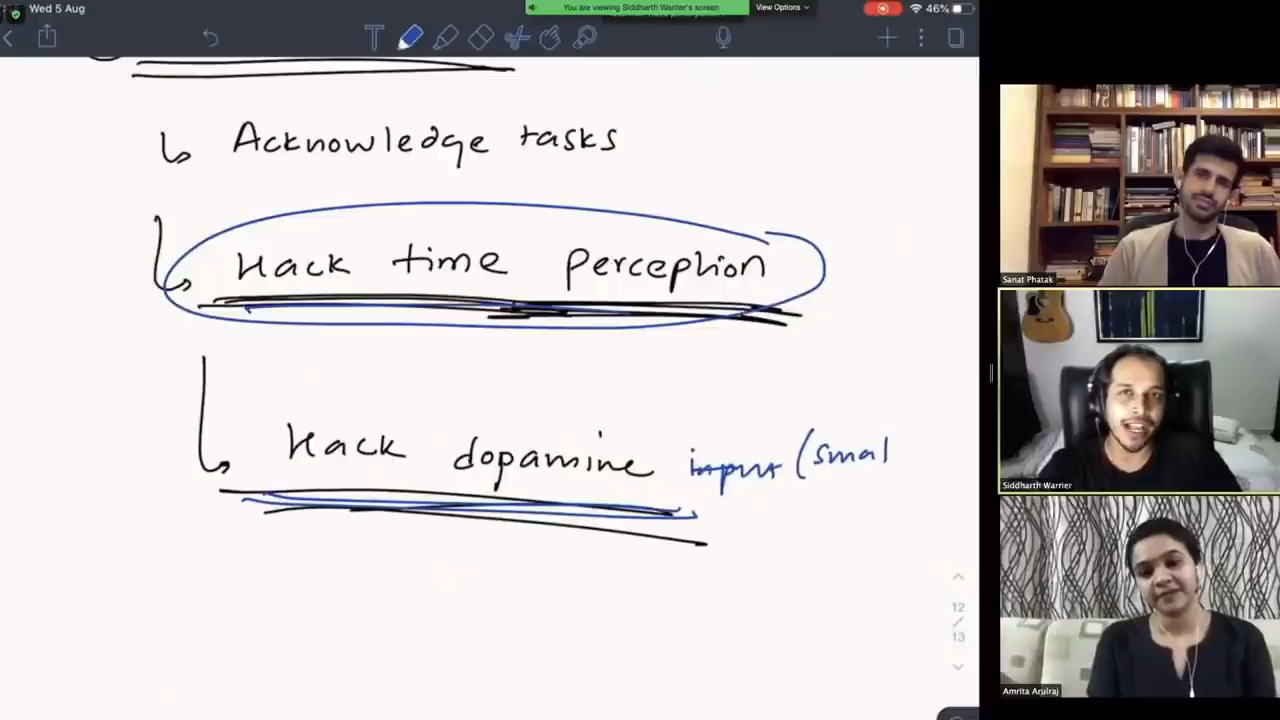 Wed 5 Aug
You are viewing Siddharth Warrier's screen
View Options
46%
Acknowledge tasks
Hack time perception
Hack dopamine input (smal
12
/
13
Sanat Phatak
Siddharth Warrier
Amrita Arulraj